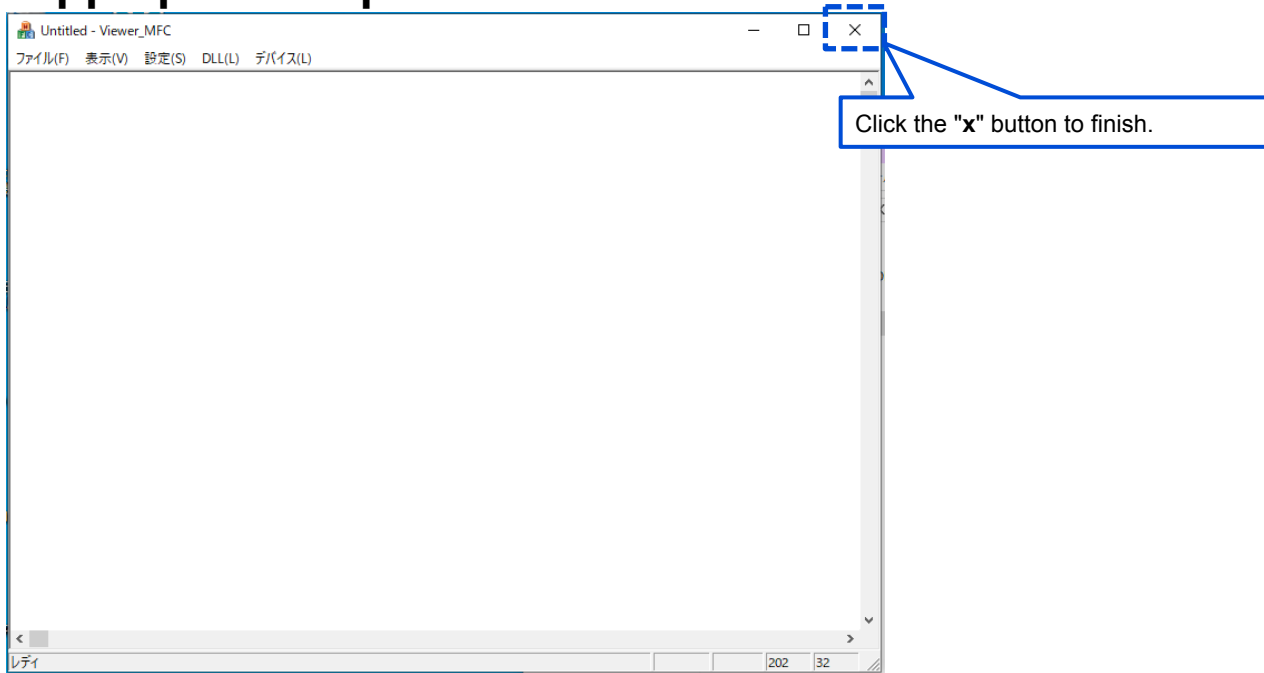 Untitled - Viewer_MFC
ファイル(F) 表示(V) 設定(S) DLL(L) デバイス(L)
Click the "x" button to finish.
レディ 202 32